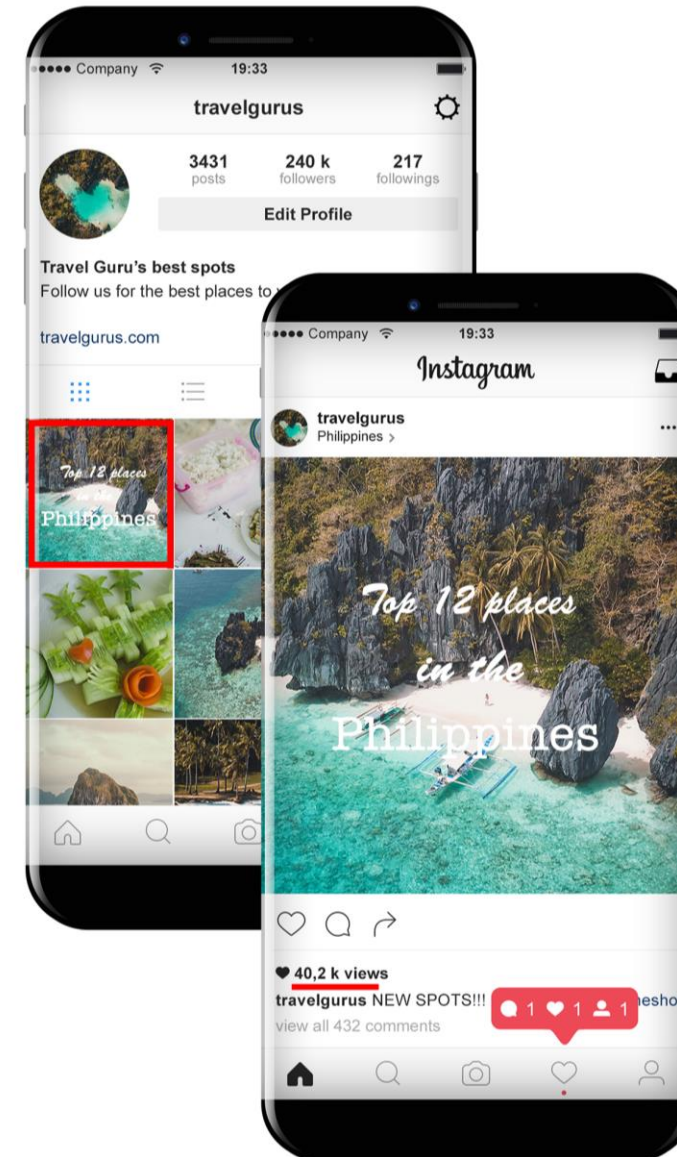 Company 19:33
travelgurus
3431 240 k 217
posts followers followings
Edit Profile
Travel Guru's best spots
Follow us for the best places to
travelgurus.com
Top 12 places
in the
Philippines
Company 19:33
Instagram
travelgurus
Philippines >
Top 12 places
in the
Philippines
40,2 k views
travelgurus NEW SPOTS!!!
1 1 1
view all 432 comments